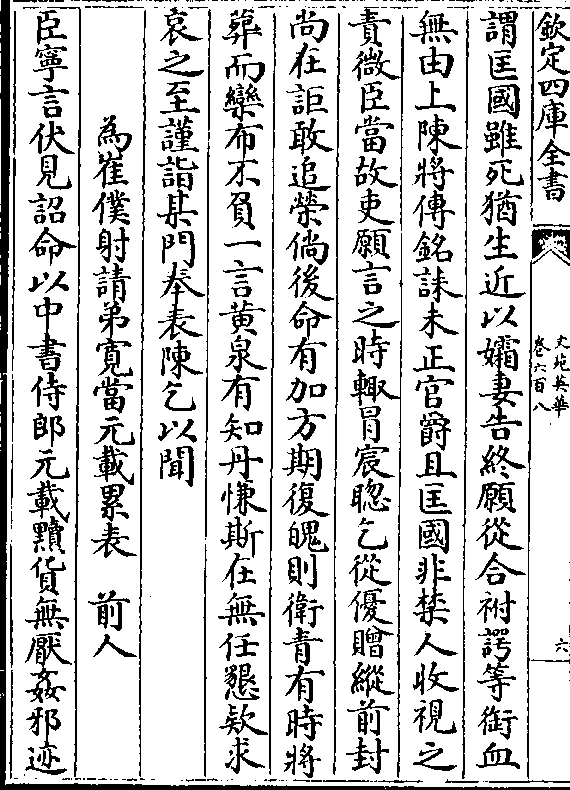 欽定四庫全書
文苑英華
卷六百八
六
謂匡國雖死猶生近以孀妻告終願從合祔諤等銜血
無由上陳將傳銘誄未正官爵且匡國非禁人收視之
責微臣當故吏願言之時輙冒宸聰乞從優贈縱前封
尚在詎敢追榮倘後命有加方期復魄則衛青有時將
葬而欒布不負一言黄泉有知丹慊斯在無任懇欵求
哀之至謹詣某門奉表陳乞以聞
為崔僕射請弟寛當元載累表　前人
臣寧言伏見詔命以中書侍郎元載黷貨無厭姦邪迹